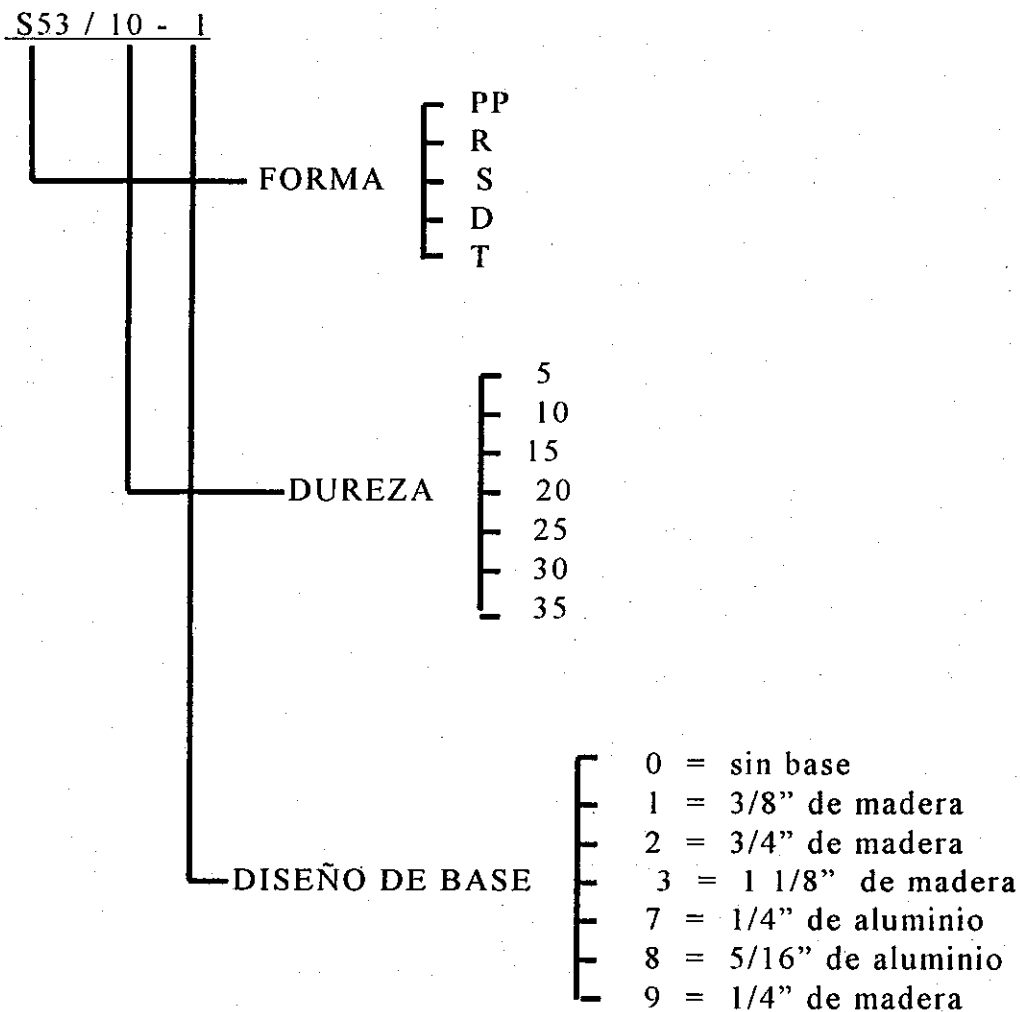 S53 / 10 - 1
PP
R
FORMA S
D
T
5
10
15
DUREZA 20
25
30
35
0 = sin base
1 = 3/8” de madera
2 = 3/4” de madera
DISEÑO DE BASE 3 = 1 1/8” de madera
7 = 1/4” de aluminio
8 = 5/16” de aluminio
9 = 1/4” de madera